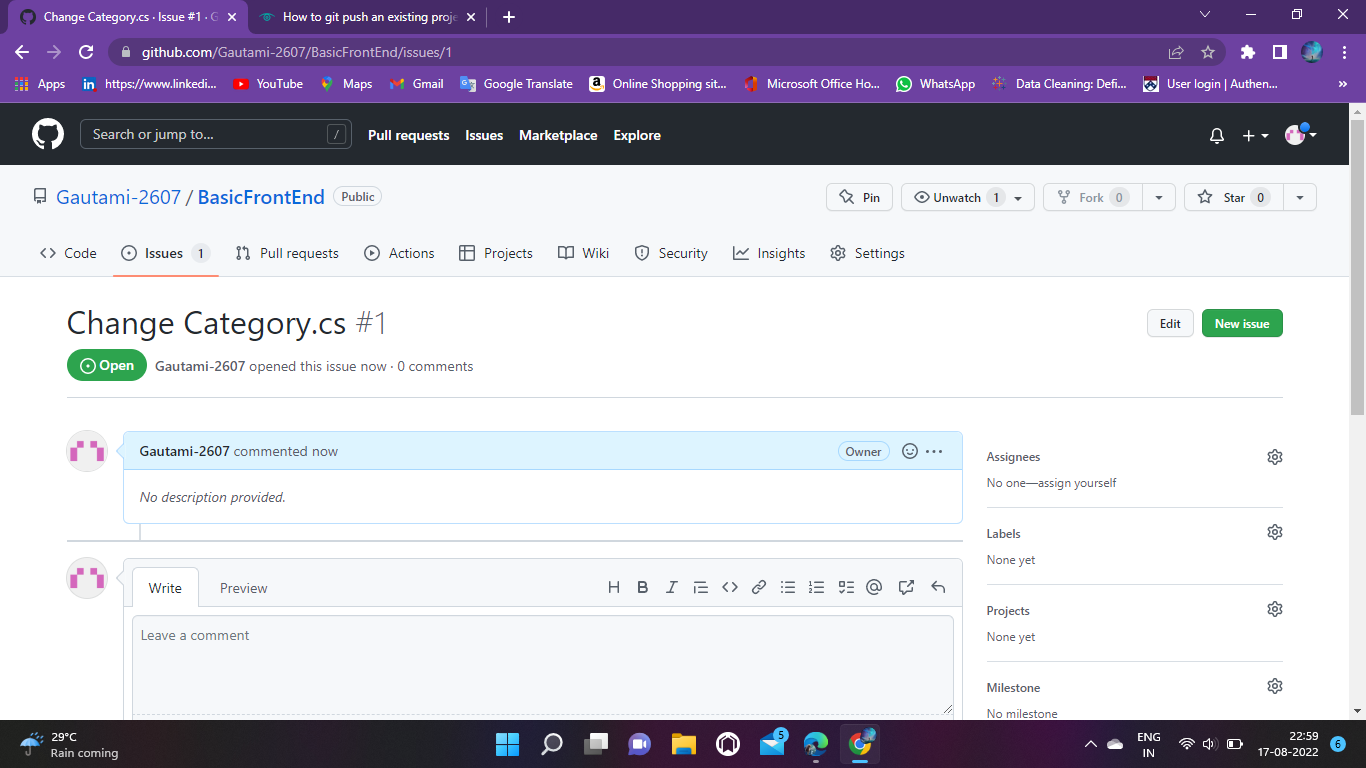 Change Category.cs · Issue #1 · G
How to git push an existing proje
github.com/Gautami-2607/BasicFrontEnd/issues/1
Apps
https://www.linkedi...
YouTube
Maps
Gmail
Google Translate
Online Shopping sit...
Microsoft Office Ho...
WhatsApp
Data Cleaning: Defi...
User login | Authen...
»
Search or jump to... /
Pull requests
Issues
Marketplace
Explore
Gautami-2607 / BasicFrontEnd Public
Pin
Unwatch 1
Fork 0
Star 0
Code
Issues 1
Pull requests
Actions
Projects
Wiki
Security
Insights
Settings
Change Category.cs #1
Edit
New issue
Open
Gautami-2607 opened this issue now · 0 comments
Gautami-2607 commented now
Owner
No description provided.
Assignees
No one—assign yourself
Labels
None yet
Projects
None yet
Milestone
No milestone
Write
Preview
Leave a comment
29°C
Rain coming
5
ENG
IN
22:59
17-08-2022
6